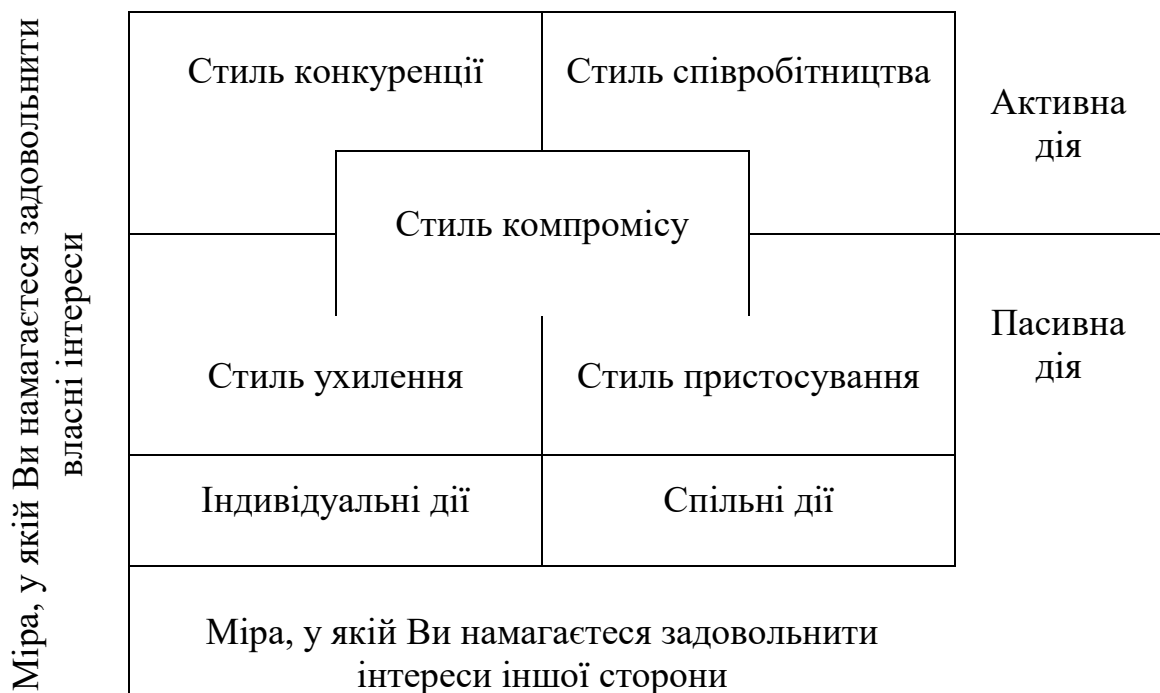 Міра, у якій Ви намагаєтеся задовольнити
власні інтереси
Стиль конкуренції
Стиль співробітництва
Активна
дія
Стиль компромісу
Пасивна
дія
Стиль ухилення
Стиль пристосування
Індивідуальні дії
Спільні дії
Міра, у якій Ви намагаєтеся задовольнити
інтереси іншої сторони